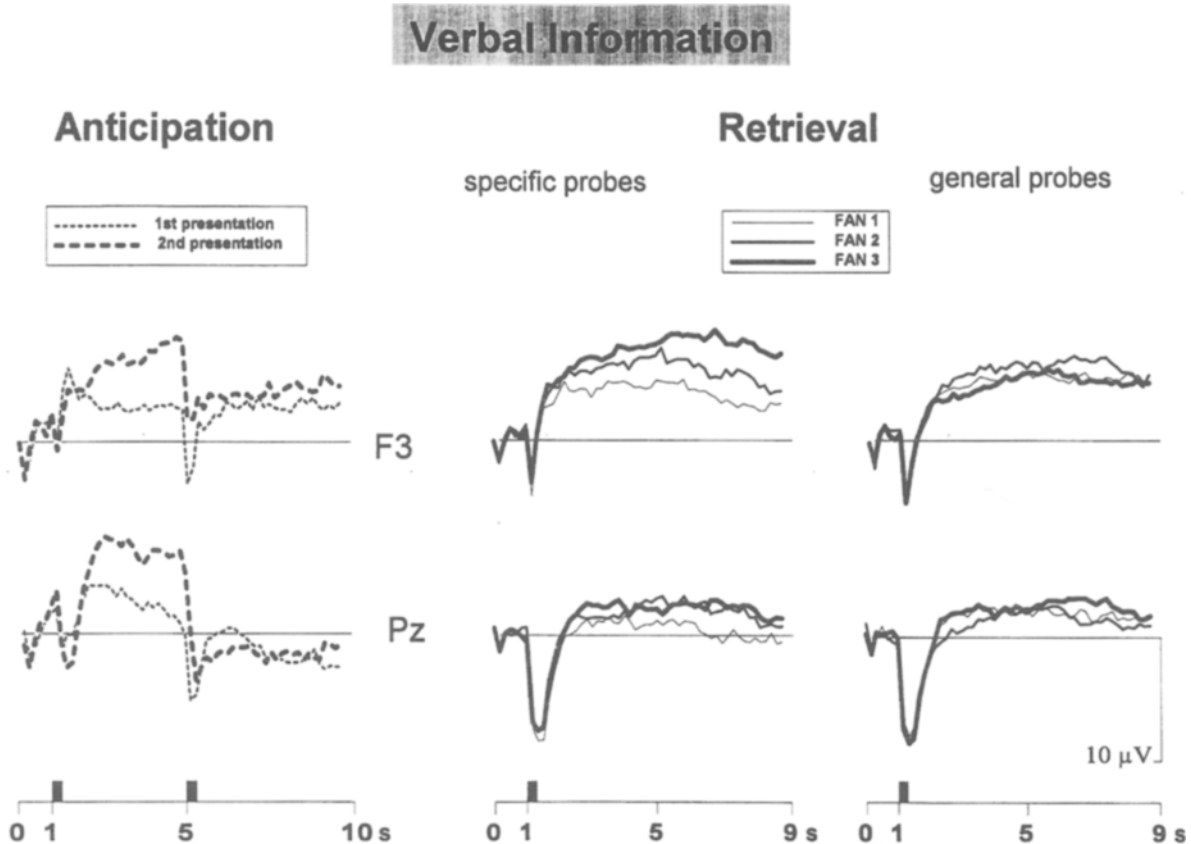 Verbal Information
Anticipation
Retrieval
specific probes
general probes
1st presentation
2nd presentation
FAN 1
FAN 2
FAN 3
F3
Pz
10 µV
0 1 5 10 s
0 1 5 9 s
0 1 5 9 s